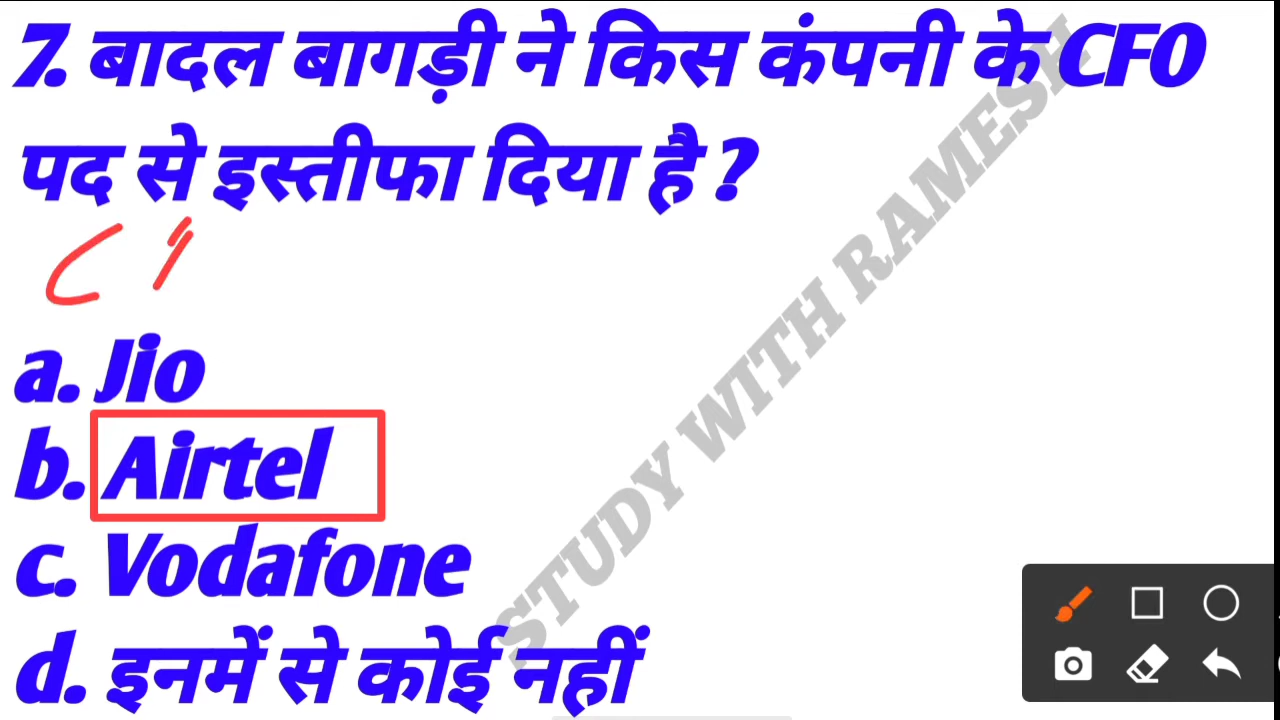 7. बादल बागड़ी ने किस कंपनी के CFO
पद से इस्तीफा दिया है ?
a. Jio
b. Airtel
c. Vodafone
d. इनमें से कोई नहीं
STUDY WITH RAMESH